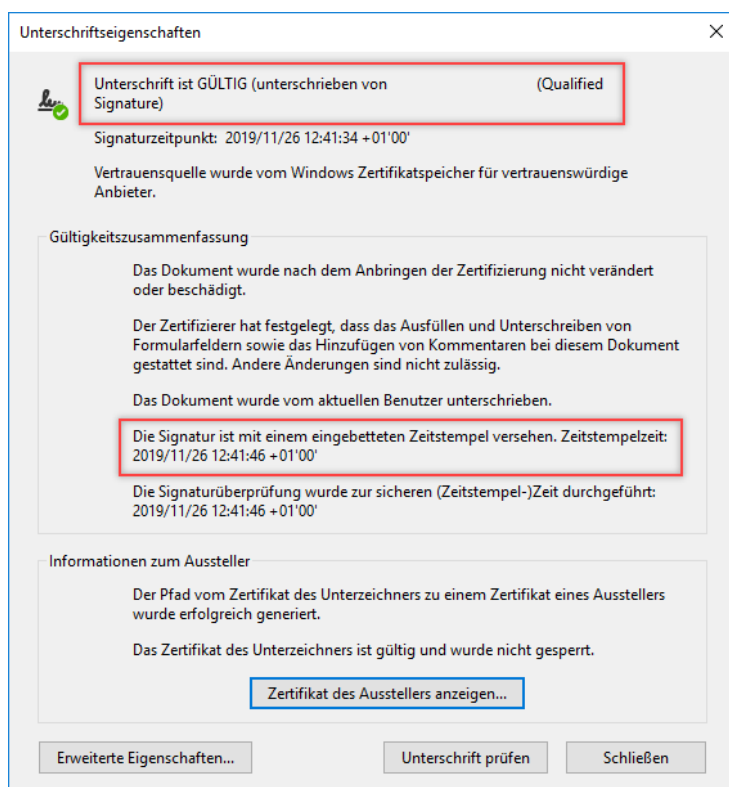 Unterschriftseigenschaften
Unterschrift ist GÜLTIG (unterschrieben von (Qualified
Signature)
Signaturzeitpunkt: 2019/11/26 12:41:34 +01'00'
Vertrauensquelle wurde vom Windows Zertifikatspeicher für vertrauenswürdige
Anbieter.
Gültigkeitszusammenfassung
Das Dokument wurde nach dem Anbringen der Zertifizierung nicht verändert
oder beschädigt.
Der Zertifizierer hat festgelegt, dass das Ausfüllen und Unterschreiben von
Formularfeldern sowie das Hinzufügen von Kommentaren bei diesem Dokument
gestattet sind. Andere Änderungen sind nicht zulässig.
Das Dokument wurde vom aktuellen Benutzer unterschrieben.
Die Signatur ist mit einem eingebetteten Zeitstempel versehen. Zeitstempelzeit:
2019/11/26 12:41:46 +01'00'
Die Signaturüberprüfung wurde zur sicheren (Zeitstempel-)Zeit durchgeführt:
2019/11/26 12:41:46 +01'00'
Informationen zum Aussteller
Der Pfad vom Zertifikat des Unterzeichners zu einem Zertifikat eines Ausstellers
wurde erfolgreich generiert.
Das Zertifikat des Unterzeichners ist gültig und wurde nicht gesperrt.
Zertifikat des Ausstellers anzeigen...
Erweiterte Eigenschaften... Unterschrift prüfen Schließen